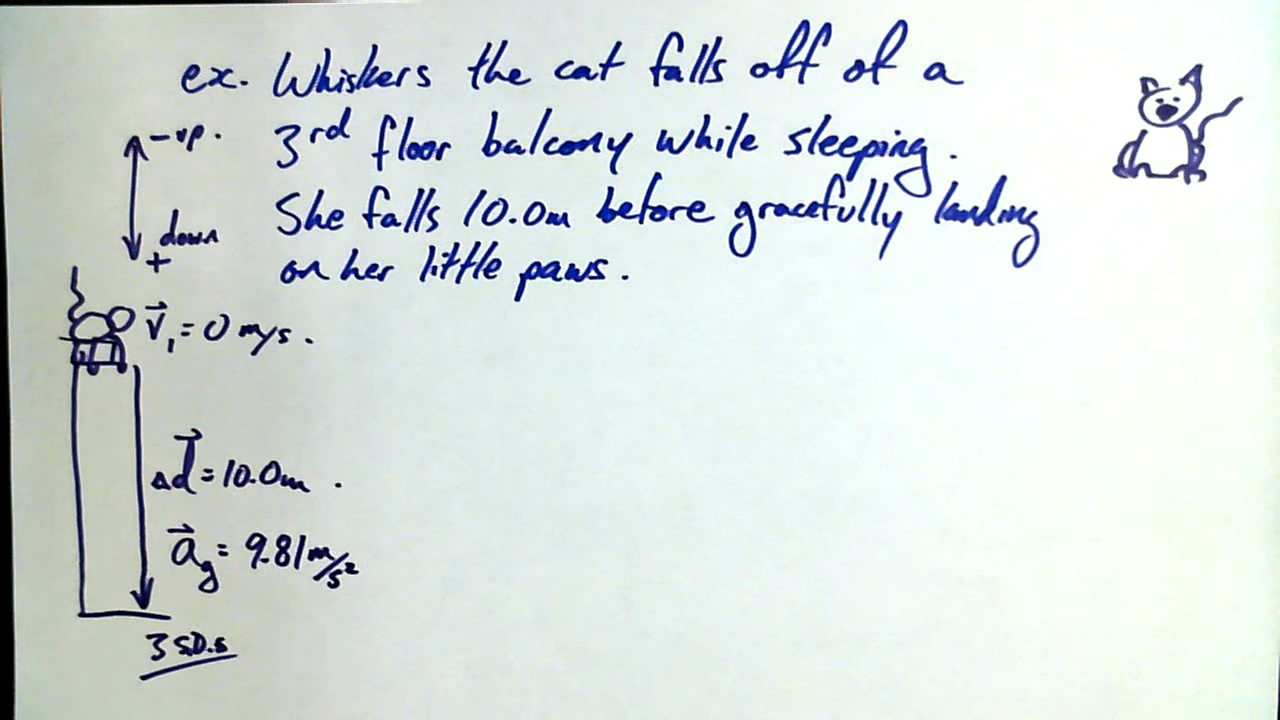 ex. Whiskers the cat falls off of a
3rd floor balcony while sleeping.
She falls 10.0m before gracefully landing
on her little paws.
- up.
down
+
v⃗₁ = 0 m/s.
Δd⃗ = 10.0m.
a⃗g = 9.81 m/s²
3 S.D.s